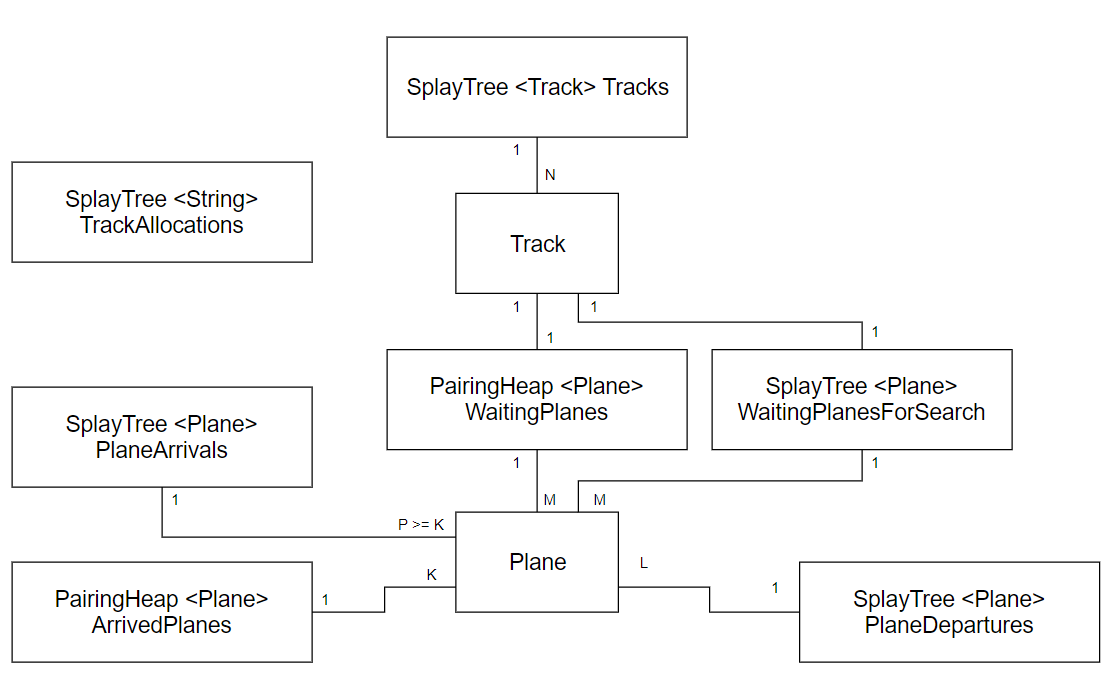 SplayTree <Track> Tracks
1
N
SplayTree <String>
TrackAllocations
Track
1
1
1
1
PairingHeap <Plane>
WaitingPlanes
SplayTree <Plane>
WaitingPlanesForSearch
SplayTree <Plane>
PlaneArrivals
1
1
1
M
M
P >= K
Plane
L
K
1
1
PairingHeap <Plane>
ArrivedPlanes
SplayTree <Plane>
PlaneDepartures